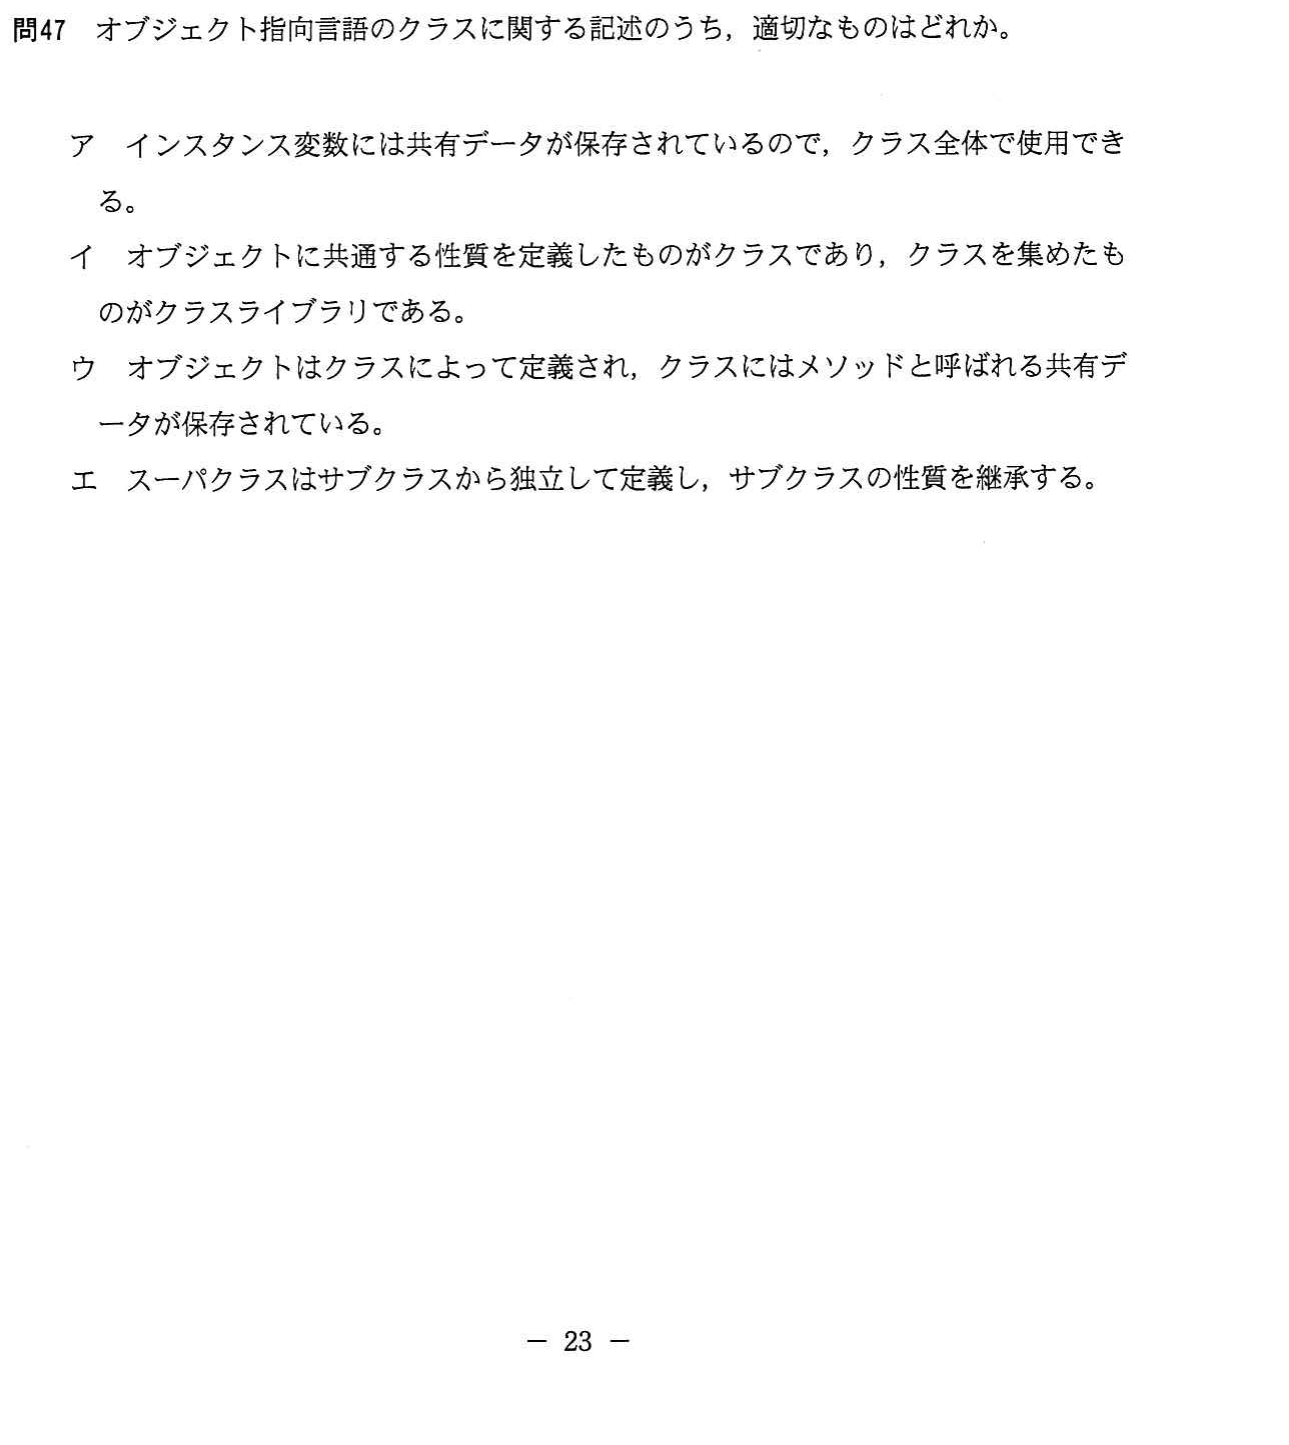 問47　オブジェクト指向言語のクラスに関する記述のうち，適切なものはどれか。
ア　インスタンス変数には共有データが保存されているので，クラス全体で使用でき
る。
イ　オブジェクトに共通する性質を定義したものがクラスであり，クラスを集めたも
のがクラスライブラリである。
ウ　オブジェクトはクラスによって定義され，クラスにはメソッドと呼ばれる共有デ
ータが保存されている。
エ　スーパクラスはサブクラスから独立して定義し，サブクラスの性質を継承する。
－ 23 －